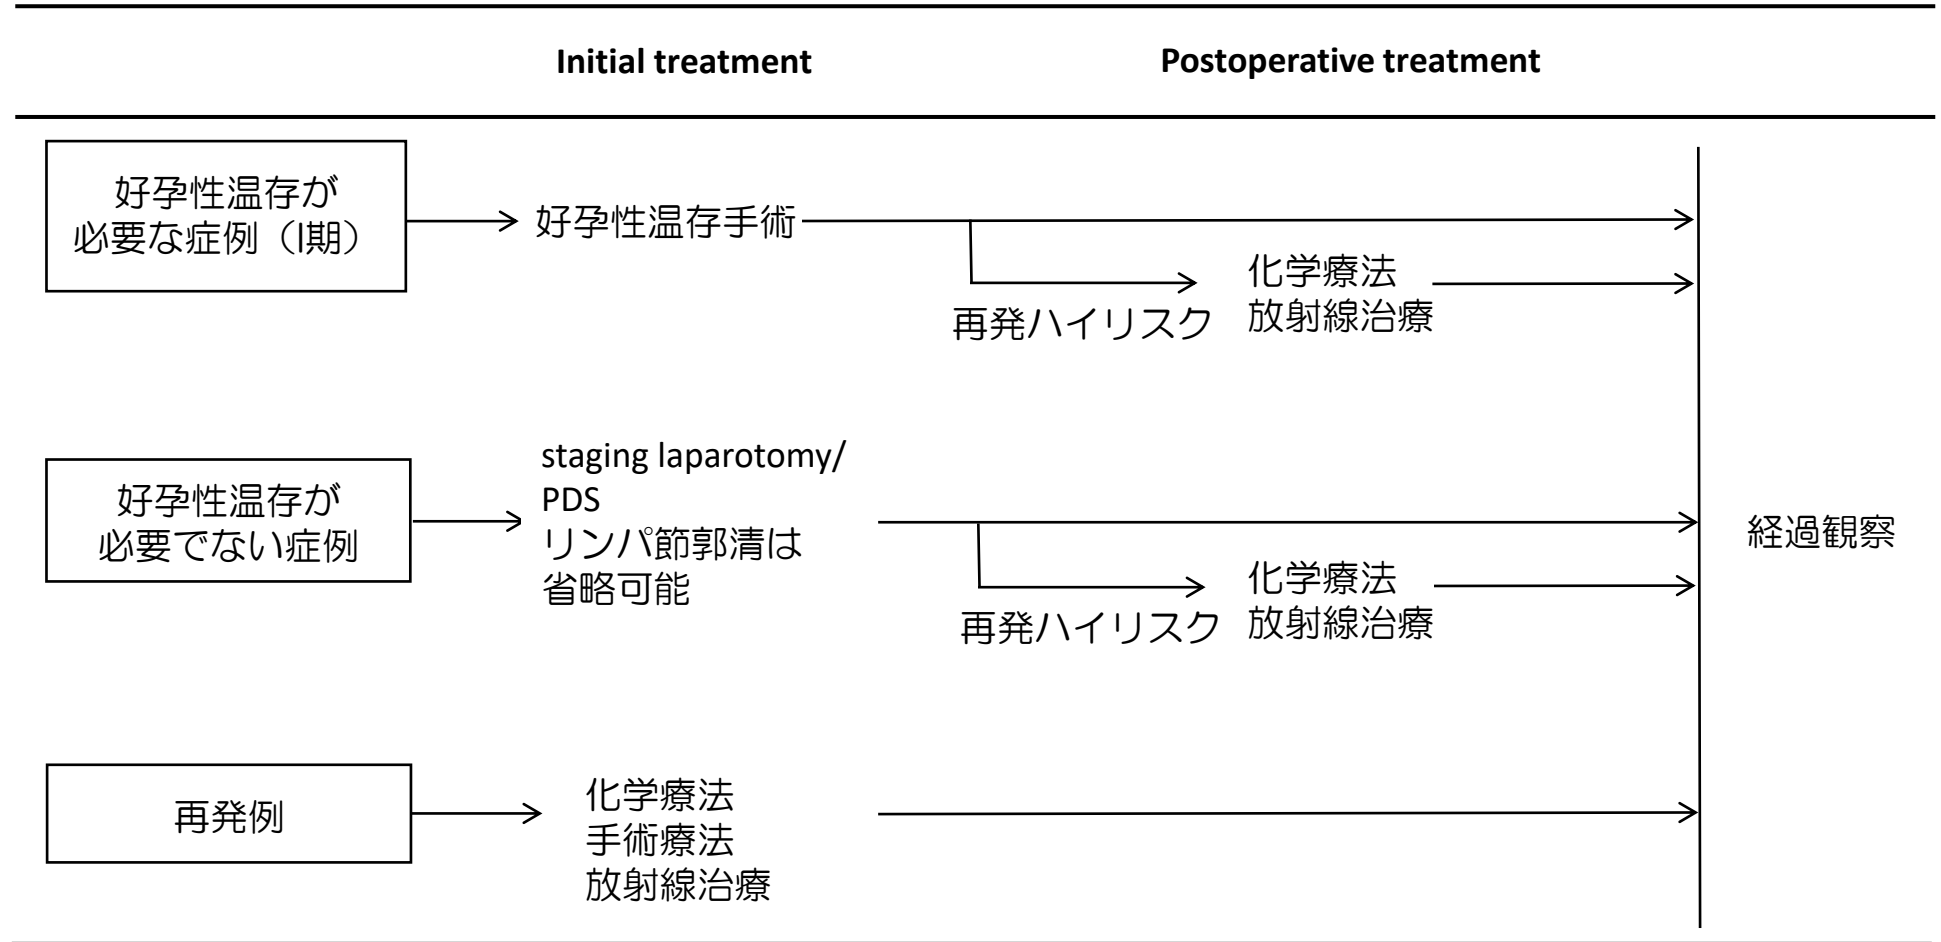 Initial treatment
Postoperative treatment
好孕性温存が
必要な症例（I期）
好孕性温存手術
再発ハイリスク
化学療法
放射線治療
好孕性温存が
必要でない症例
staging laparotomy/
PDS
リンパ節郭清は
省略可能
再発ハイリスク
化学療法
放射線治療
経過観察
再発例
化学療法
手術療法
放射線治療